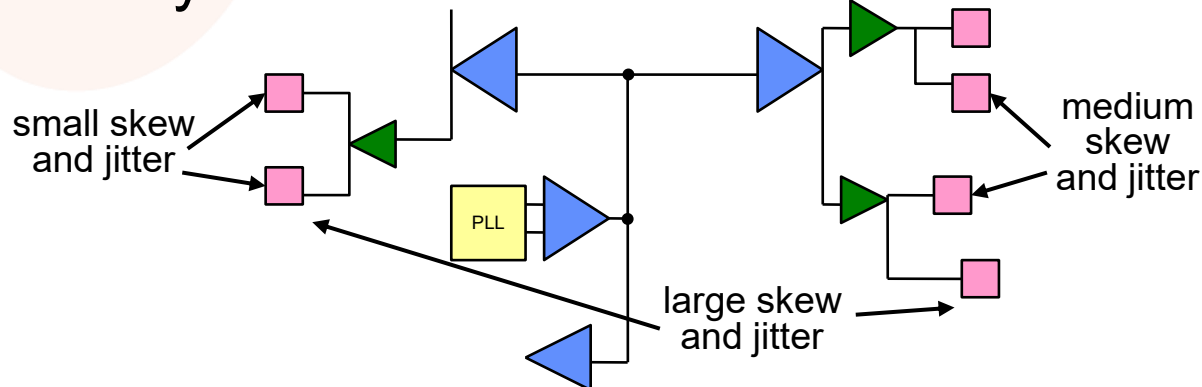 small skew
and jitter
medium
skew
and jitter
PLL
large skew
and jitter